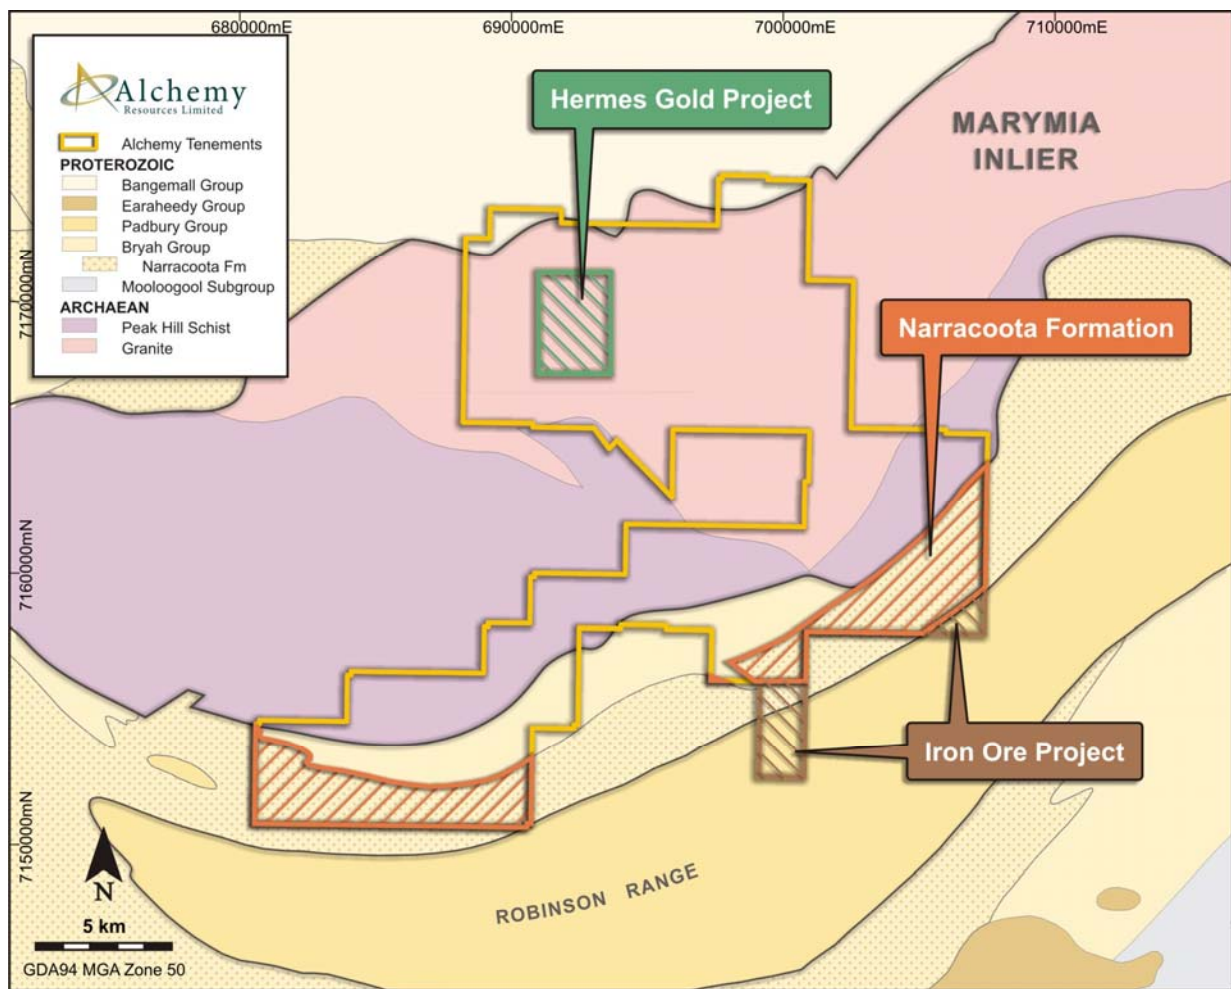 680000mE
690000mE
700000mE
710000mE
Alchemy
Resources Limited
Alchemy Tenements
PROTEROZOIC
Bangemall Group
Earaheedy Group
Padbury Group
Bryah Group
Narracoota Fm
Mooloogool Subgroup
ARCHAEAN
Peak Hill Schist
Granite
Hermes Gold Project
MARYMIA
INLIER
7170000mN
Narracoota Formation
7160000mN
Iron Ore Project
7150000mN
ROBINSON RANGE
N
5 km
GDA94 MGA Zone 50